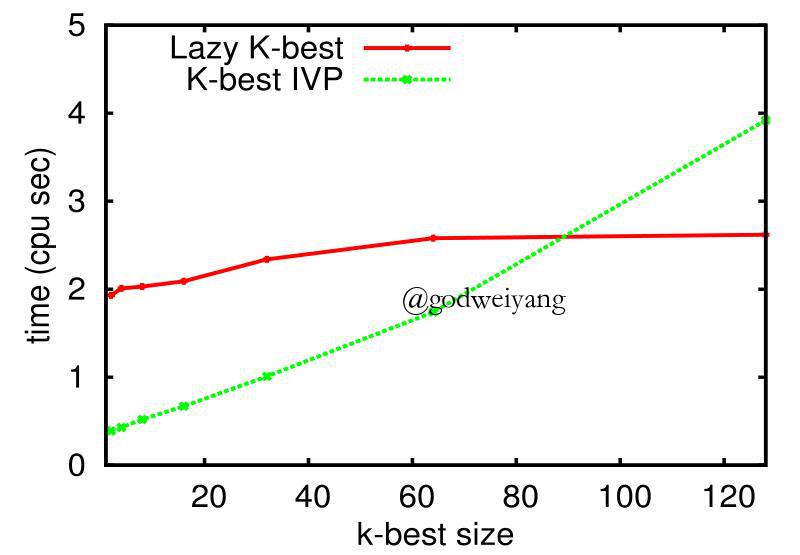 5
Lazy K-best
K-best IVP
4
3
2
1
0
time (cpu sec)
@godweiyang
20 40 60 80 100 120
k-best size